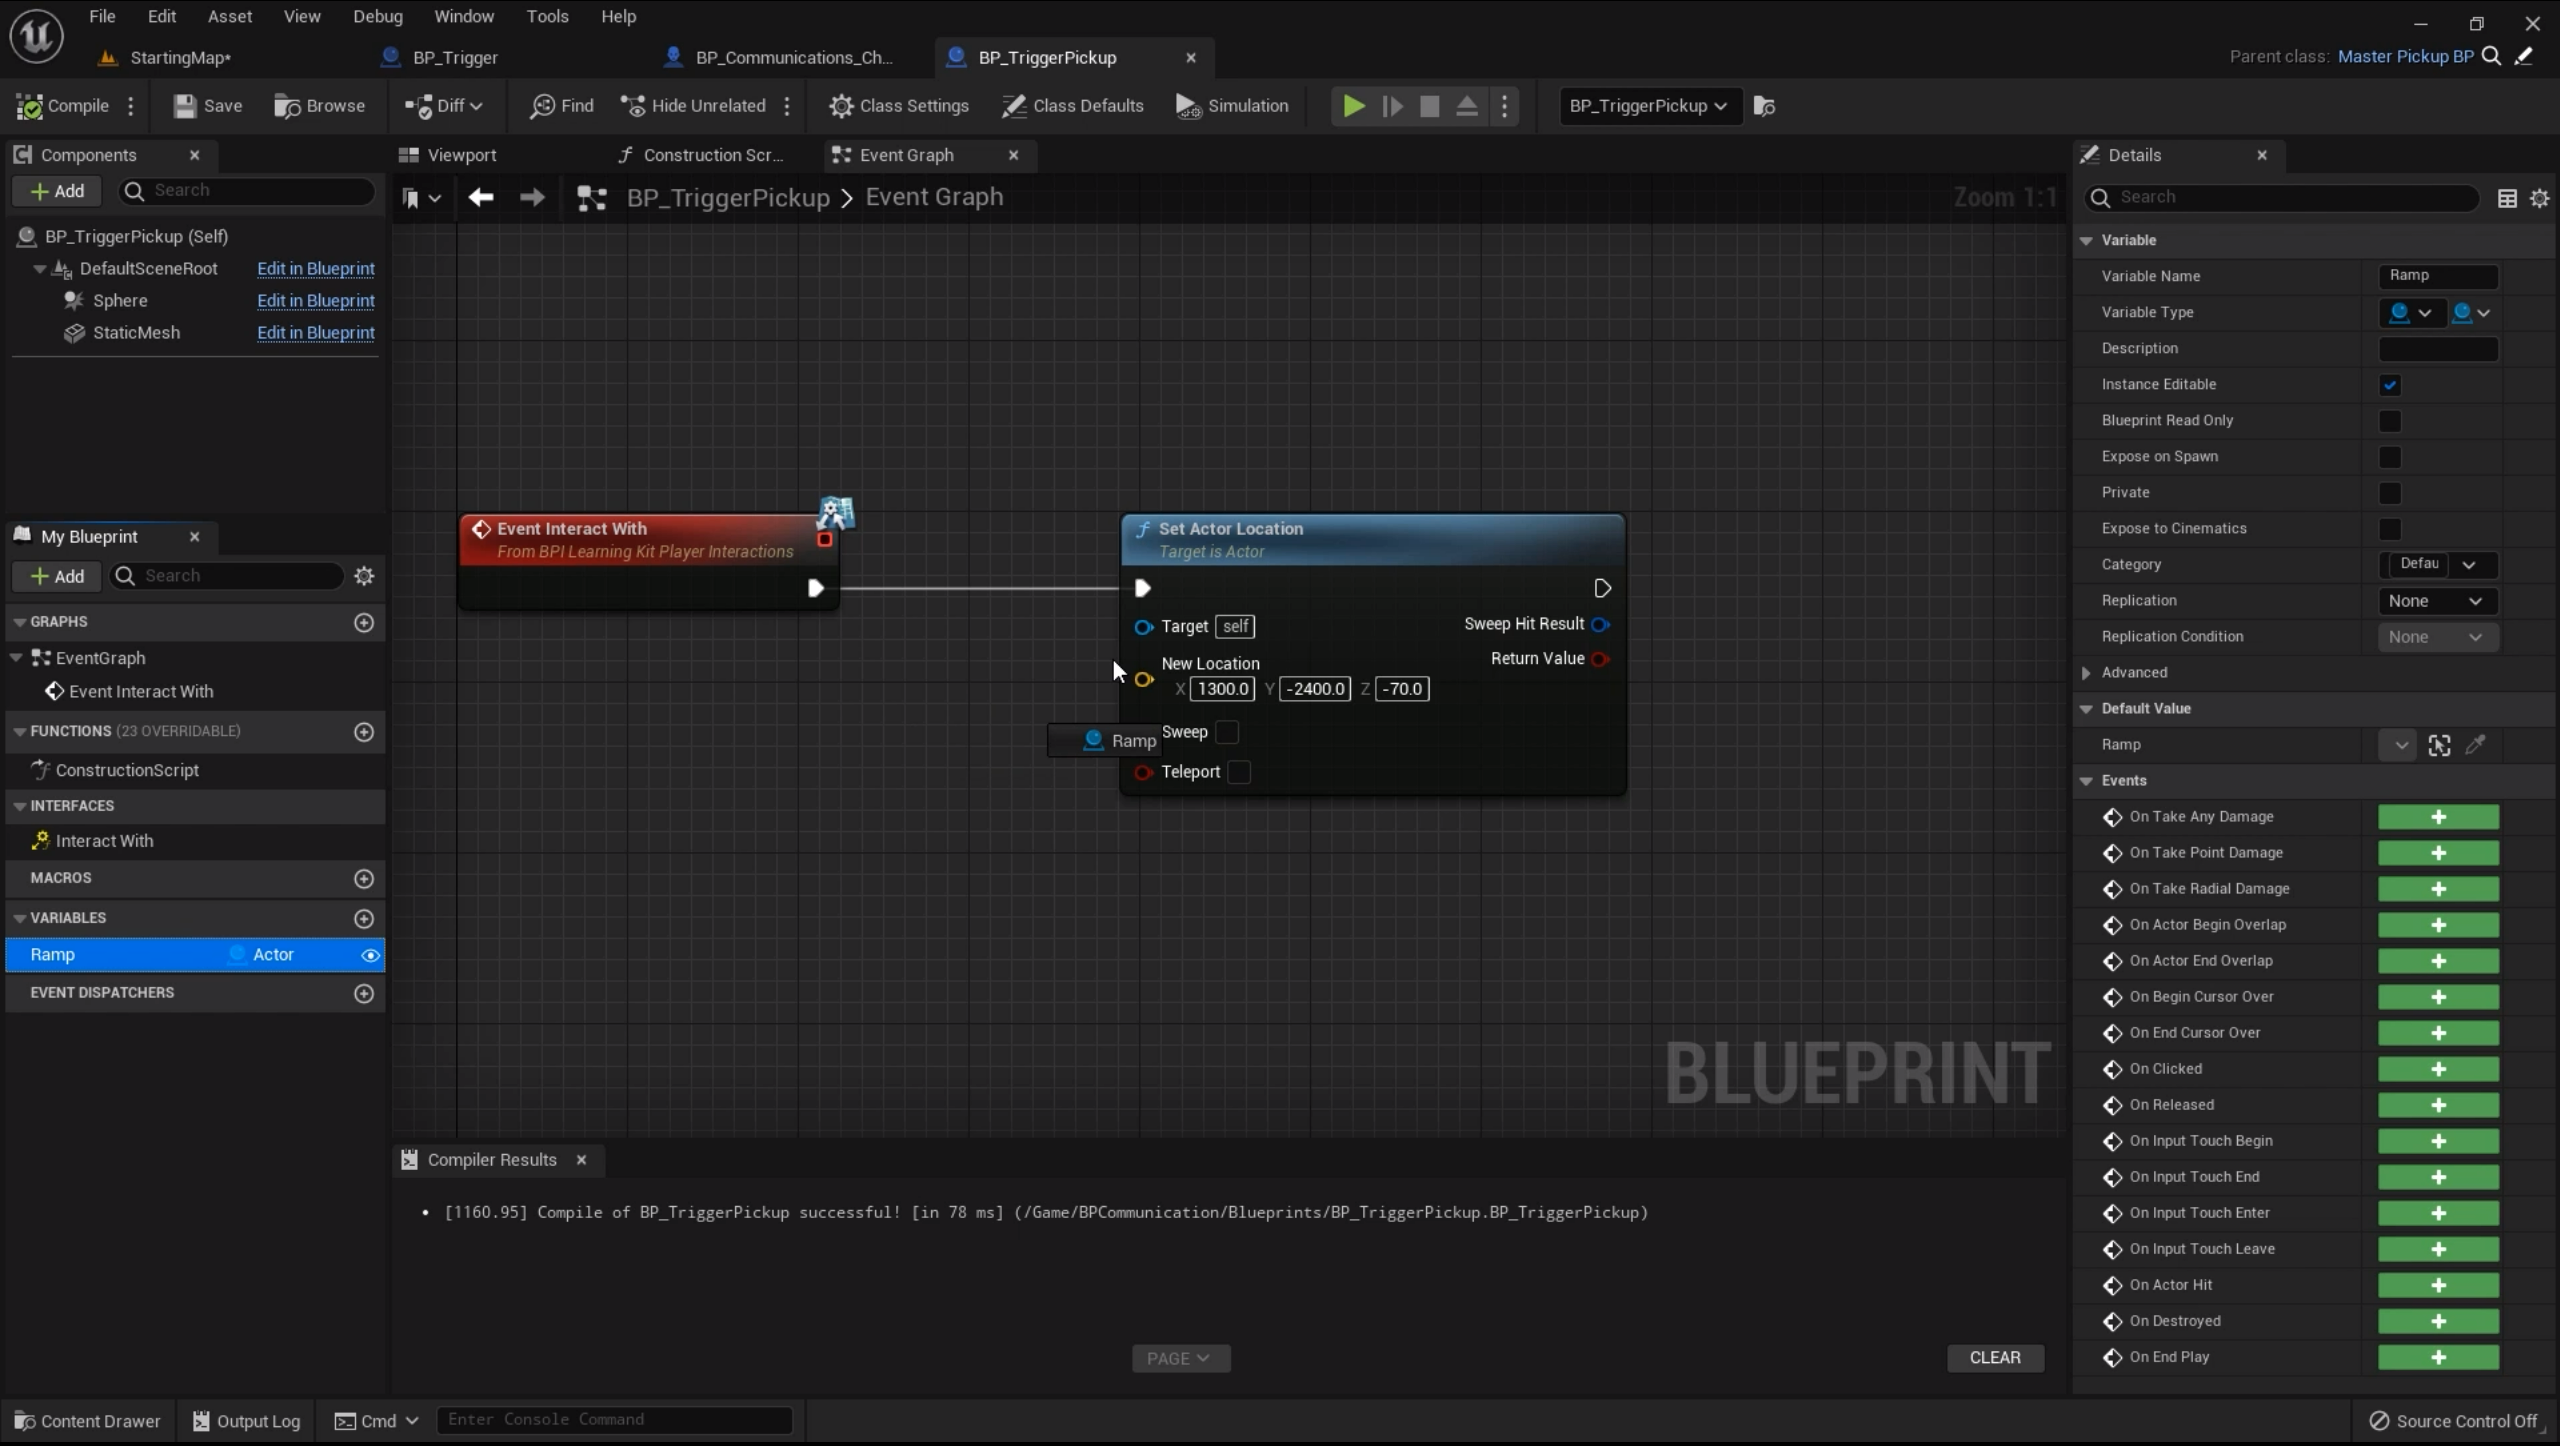 File Edit Asset View Debug Window Tools Help
StartingMap* BP_Trigger BP_Communications_Ch... BP_TriggerPickup
Parent class: Master Pickup BP
Compile Save Browse Diff Find Hide Unrelated Class Settings Class Defaults Simulation BP_TriggerPickup
Components
Add Search
BP_TriggerPickup (Self)
DefaultSceneRoot Edit in Blueprint
Sphere Edit in Blueprint
StaticMesh Edit in Blueprint
My Blueprint
Add Search
GRAPHS
EventGraph
Event Interact With
FUNCTIONS (23 OVERRIDABLE)
ConstructionScript
INTERFACES
Interact With
MACROS
VARIABLES
Ramp Actor
EVENT DISPATCHERS
Viewport Construction Scr... Event Graph
BP_TriggerPickup > Event Graph
Zoom 1:1
Event Interact With
From BPI Learning Kit Player Interactions
Set Actor Location
Target is Actor
Target self Sweep Hit Result
New Location Return Value
X 1300.0 Y -2400.0 Z -70.0
Sweep
Ramp
Teleport
BLUEPRINT
Compiler Results
• [1160.95] Compile of BP_TriggerPickup successful! [in 78 ms] (/Game/BPCommunication/Blueprints/BP_TriggerPickup.BP_TriggerPickup)
PAGE CLEAR
Details
Search
Variable
Variable Name Ramp
Variable Type
Description
Instance Editable
Blueprint Read Only
Expose on Spawn
Private
Expose to Cinematics
Category Defau
Replication None
Replication Condition None
Advanced
Default Value
Ramp
Events
On Take Any Damage
On Take Point Damage
On Take Radial Damage
On Actor Begin Overlap
On Actor End Overlap
On Begin Cursor Over
On End Cursor Over
On Clicked
On Released
On Input Touch Begin
On Input Touch End
On Input Touch Enter
On Input Touch Leave
On Actor Hit
On Destroyed
On End Play
Content Drawer Output Log Cmd Enter Console Command Source Control Off